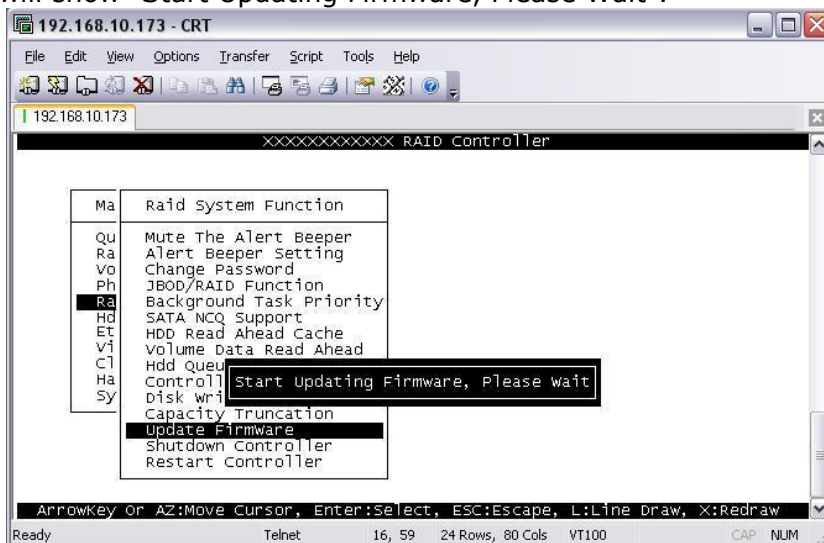 will show "Start Updating Firmware, Please Wait".
192.168.10.173 - CRT
File Edit View Options Transfer Script Tools Help
192.168.10.173
XXXXXXXXXXXX RAID Controller
Ma
Raid System Function
Qu
Mute The Alert Beeper
Ra
Alert Beeper Setting
Vo
Change Password
Ph
JBOD/RAID Function
Ra
Background Task Priority
Hd
SATA NCQ Support
Et
HDD Read Ahead Cache
Vi
Volume Data Read Ahead
Cl
Hdd Queu
Ha
Controll
Start Updating Firmware, Please Wait
Sy
Disk Wri
Capacity Truncation
Update FirmWare
Shutdown Controller
Restart Controller
ArrowKey Or AZ:Move Cursor, Enter:Select, ESC:Escape, L:Line Draw, X:Redraw
Ready Telnet 16, 59 24 Rows, 80 Cols VT100 CAP NUM